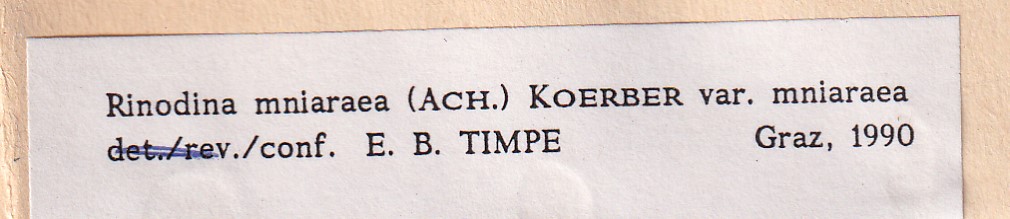 Rinodina mniaraea (ACH.) KOERBER var. mniaraea
det./rev./conf. E. B. TIMPE Graz, 1990